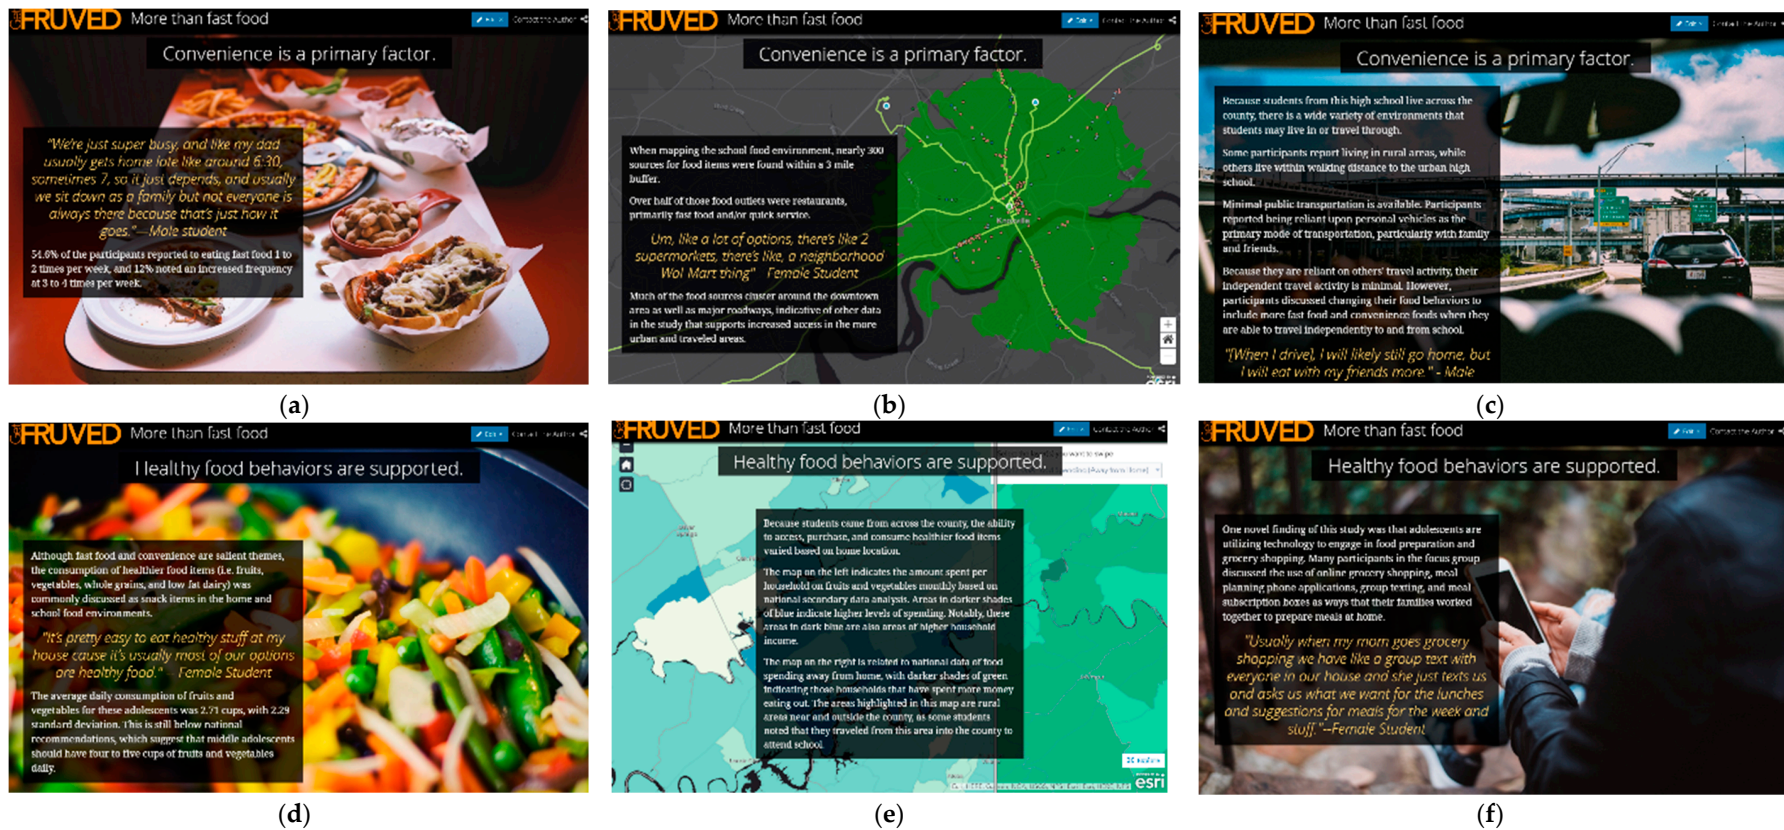 FRUVED More than fast food
Contact the Author
Convenience is a primary factor.
"We're just super busy, and like my dad
usually gets home late like around 6:30,
sometimes 7, so it just depends, and usually
we sit down as a family but not everyone is
always there because that's just how it
goes."—Male student
54.6% of the participants reported to eating fast food 1 to
2 times per week, and 12% noted an increased frequency
at 3 to 4 times per week.
(a)
FRUVED More than fast food
Contact the Author
Convenience is a primary factor.
When mapping the school food environment, nearly 300
sources for food items were found within a 3 mile
buffer.
Over half of those food outlets were restaurants,
primarily fast food and/or quick service.
Um, like a lot of options, there's like 2
supermarkets, there's like, a neighborhood
Wal Mart thing" Female Student
Much of the food sources cluster around the downtown
area as well as major roadways, indicative of other data
in the study that supports increased access in the more
urban and traveled areas.
esri
(b)
FRUVED More than fast food
Contact the Author
Convenience is a primary factor.
Because students from this high school live across the
county, there is a wide variety of environments that
students may live in or travel through.
Some participants report living in rural areas, while
others live within walking distance to the urban high
school.
Minimal public transportation is available. Participants
reported being reliant upon personal vehicles as the
primary mode of transportation, particularly with family
and friends.
Because they are reliant on others' travel activity, their
independent travel activity is minimal. However,
participants discussed changing their food behaviors to
include more fast food and convenience foods when they
are able to travel independently to and from school.
"[When I drive], I will likely still go home, but
I will eat with my friends more." - Male
(c)
FRUVED More than fast food
Contact the Author
Healthy food behaviors are supported.
Although fast food and convenience are salient themes,
the consumption of healthier food items (i.e. fruits,
vegetables, whole grains, and low fat dairy) was
commonly discussed as snack items in the home and
school food environments.
"It's pretty easy to eat healthy stuff at my
house cause it's usually most of our options
are healthy food." – Female Student
The average daily consumption of fruits and
vegetables for these adolescents was 2.71 cups, with 2.29
standard deviation. This is still below national
recommendations, which suggest that middle adolescents
should have four to five cups of fruits and vegetables
daily.
(d)
FRUVED More than fast food
Contact the Author
Healthy food behaviors are supported.
you want to swipe
(Away from Home)
Because students came from across the county, the ability
to access, purchase, and consume healthier food items
varied based on home location.
The map on the left indicates the amount spent per
household on fruits and vegetables monthly based on
national secondary data analysis. Areas in darker shades
of blue indicate higher levels of spending. Notably, these
areas in dark blue are also areas of higher household
income.
The map on the right is related to national data of food
spending away from home, with darker shades of green
indicating those households that have spent more money
eating out. The areas highlighted in this map are rural
areas near and outside the county, as some students
noted that they traveled from this area into the county to
attend school.
Explore
esri
(e)
FRUVED More than fast food
Contact the Author
Healthy food behaviors are supported.
One novel finding of this study was that adolescents are
utilizing technology to engage in food preparation and
grocery shopping. Many participants in the focus group
discussed the use of online grocery shopping, meal
planning phone applications, group texting, and meal
subscription boxes as ways that their families worked
together to prepare meals at home.
"Usually when my mom goes grocery
shopping we have like a group text with
everyone in our house and she just texts us
and asks us what we want for the lunches
and suggestions for meals for the week and
stuff."--Female Student
(f)